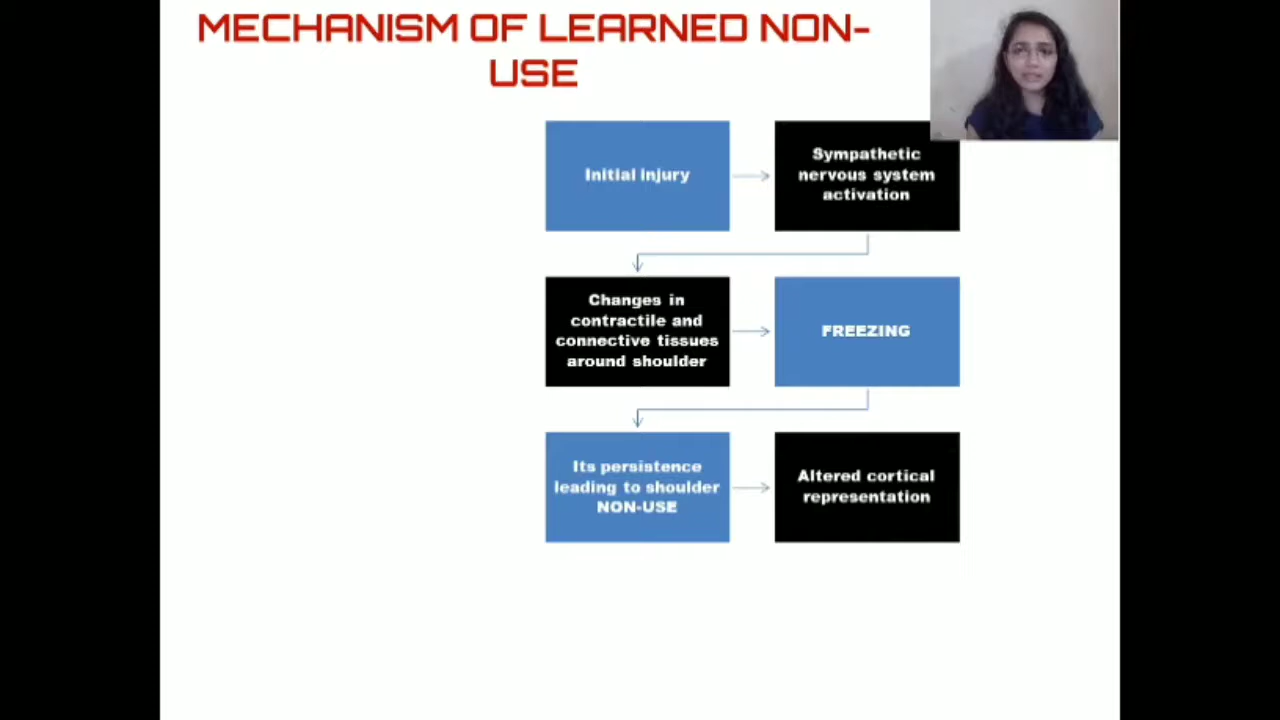 MECHANISM OF LEARNED NON-
USE
Initial injury
Sympathetic
nervous system
activation
Changes in
contractile and
connective tissues
around shoulder
FREEZING
Its persistence
leading to shoulder
NON-USE
Altered cortical
representation